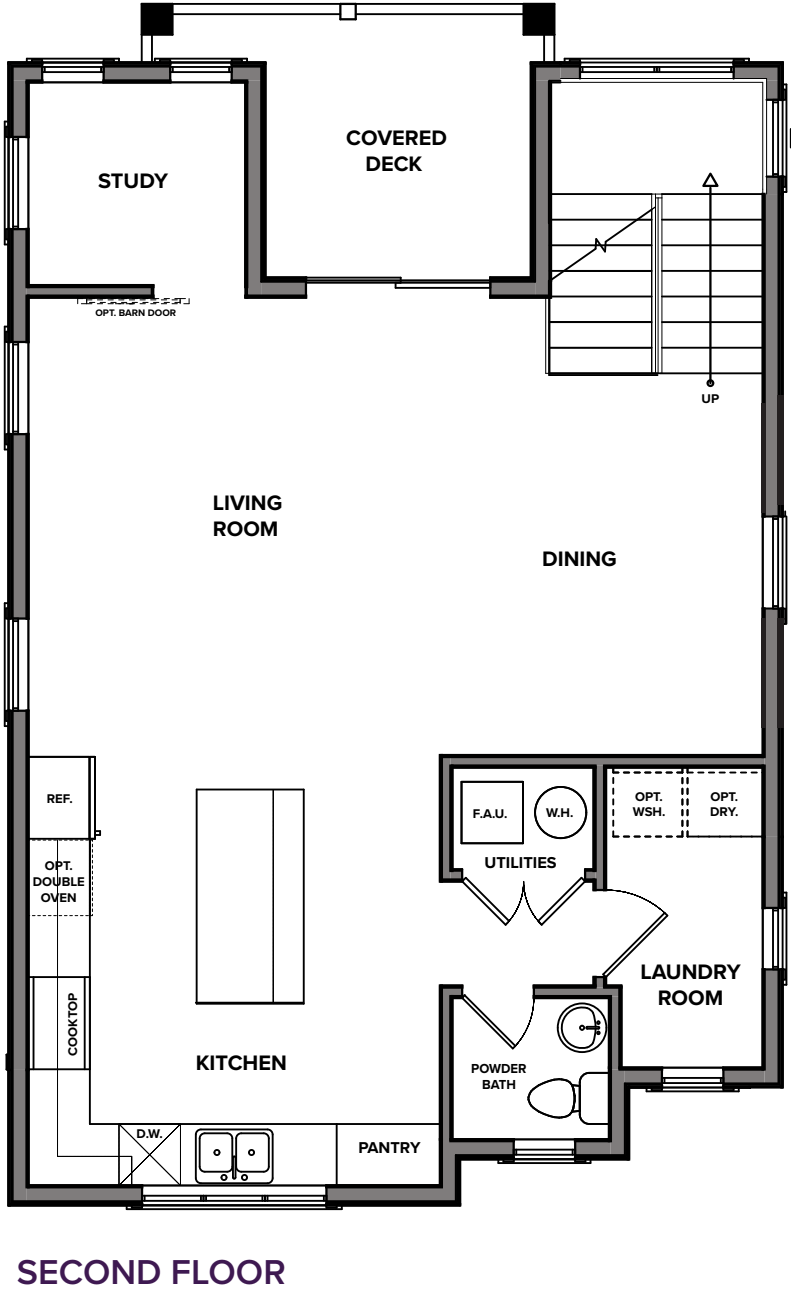 COVERED
DECK
STUDY
OPT. BARN DOOR
UP
LIVING
ROOM
DINING
REF.
OPT.
DOUBLE
OVEN
F.A.U.
W.H.
UTILITIES
OPT.
WSH.
OPT.
DRY.
LAUNDRY
ROOM
COOKTOP
KITCHEN
POWDER
BATH
D.W.
PANTRY
SECOND FLOOR